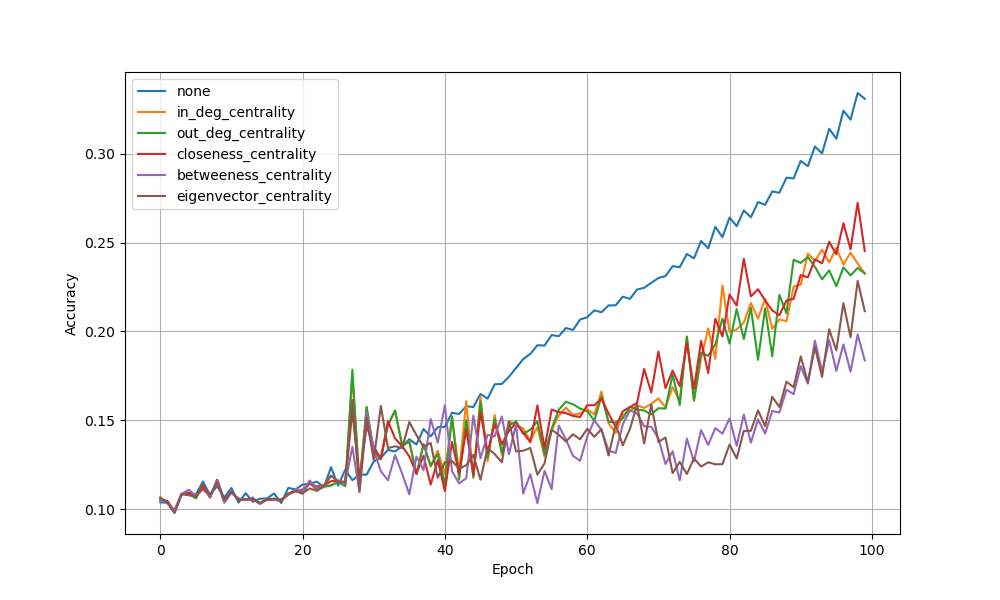 none
in_deg_centrality
out_deg_centrality
closeness_centrality
betweeness_centrality
eigenvector_centrality
0.30
0.25
0.20
0.15
0.10
Accuracy
0 20 40 60 80 100
Epoch